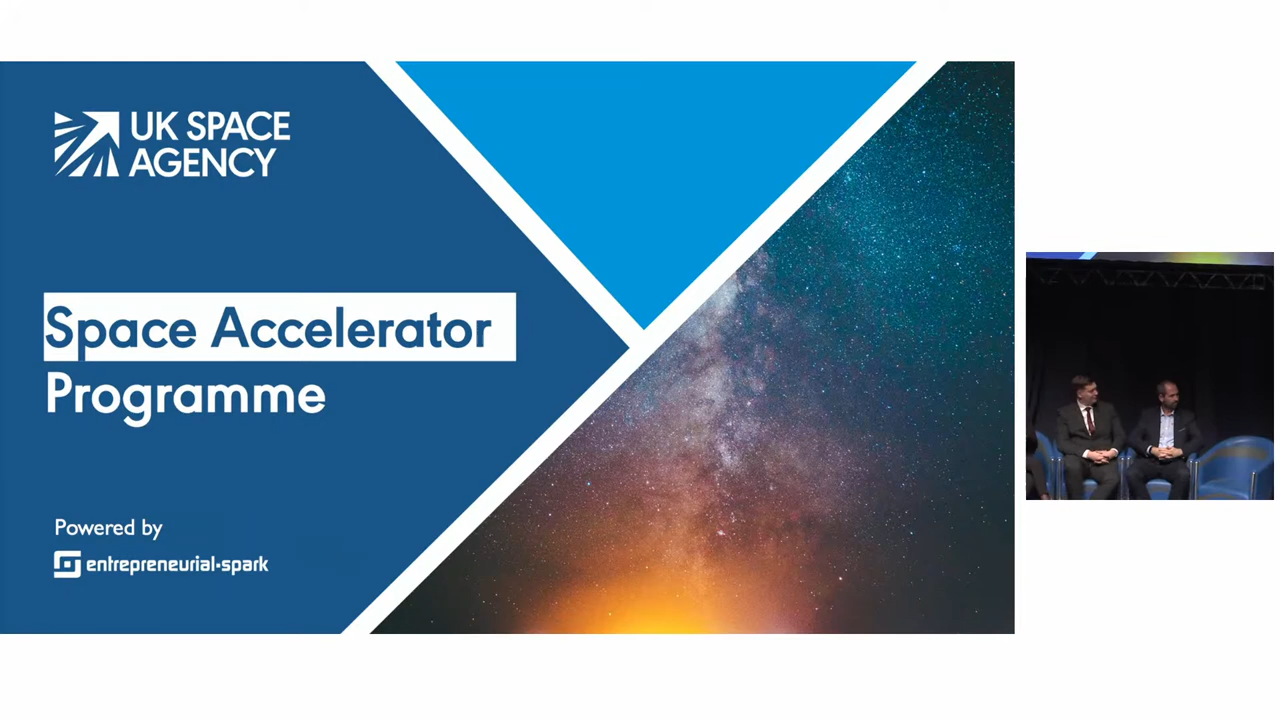 UK SPACE
AGENCY
Space Accelerator
Programme
Powered by
entrepreneurial·spark